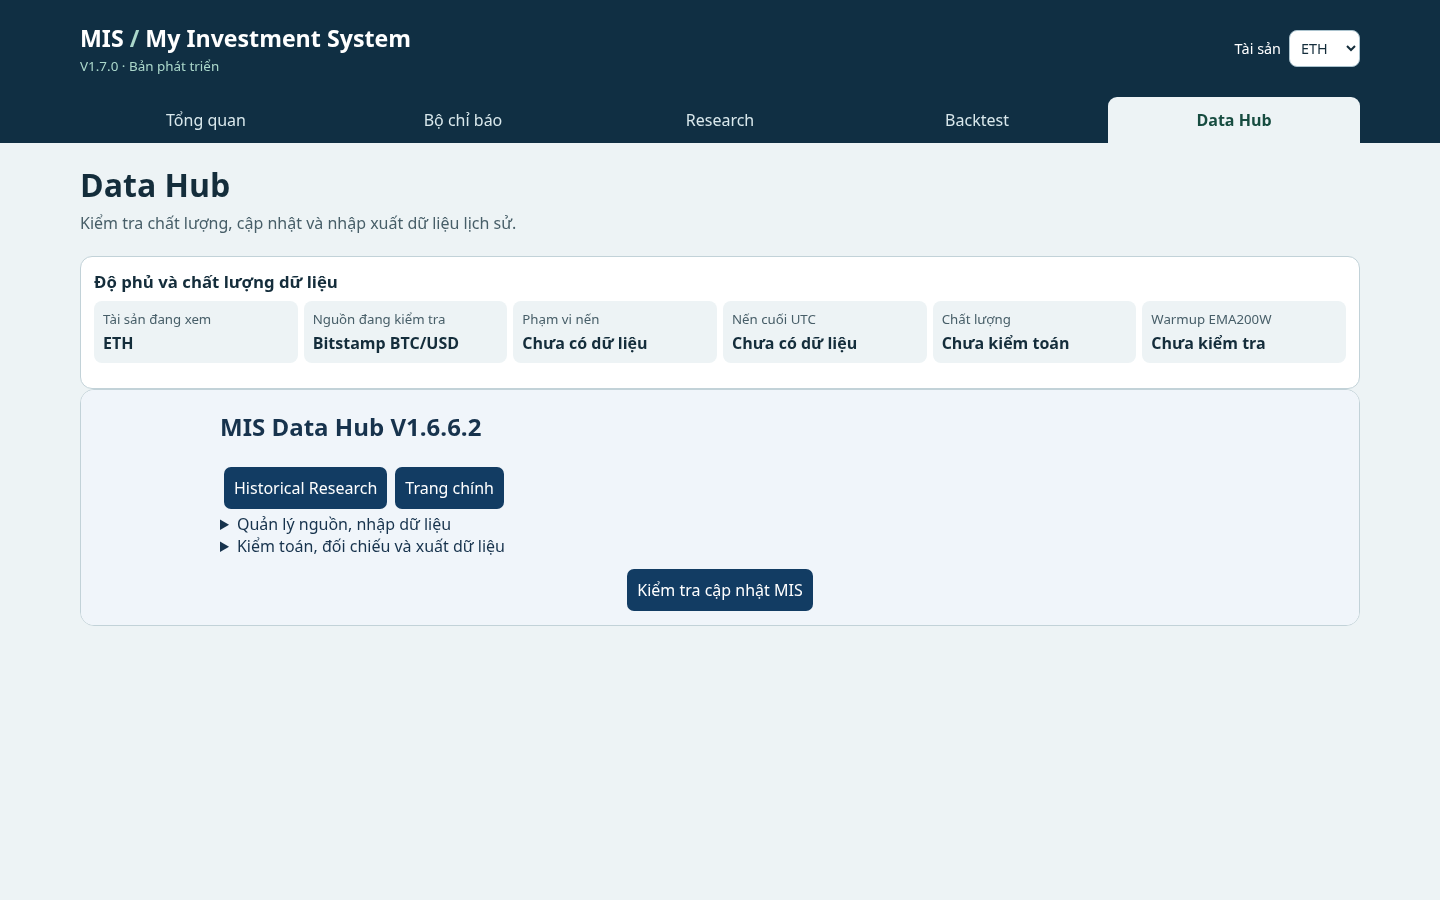 MIS / My Investment System
V1.7.0 · Bản phát triển
Tài sản ETH
Tổng quan Bộ chỉ báo Research Backtest Data Hub
Data Hub
Kiểm tra chất lượng, cập nhật và nhập xuất dữ liệu lịch sử.
Độ phủ và chất lượng dữ liệu
Tài sản đang xem
ETH
Nguồn đang kiểm tra
Bitstamp BTC/USD
Phạm vi nến
Chưa có dữ liệu
Nến cuối UTC
Chưa có dữ liệu
Chất lượng
Chưa kiểm toán
Warmup EMA200W
Chưa kiểm tra
MIS Data Hub V1.6.6.2
Historical Research Trang chính
Quản lý nguồn, nhập dữ liệu
Kiểm toán, đối chiếu và xuất dữ liệu
Kiểm tra cập nhật MIS